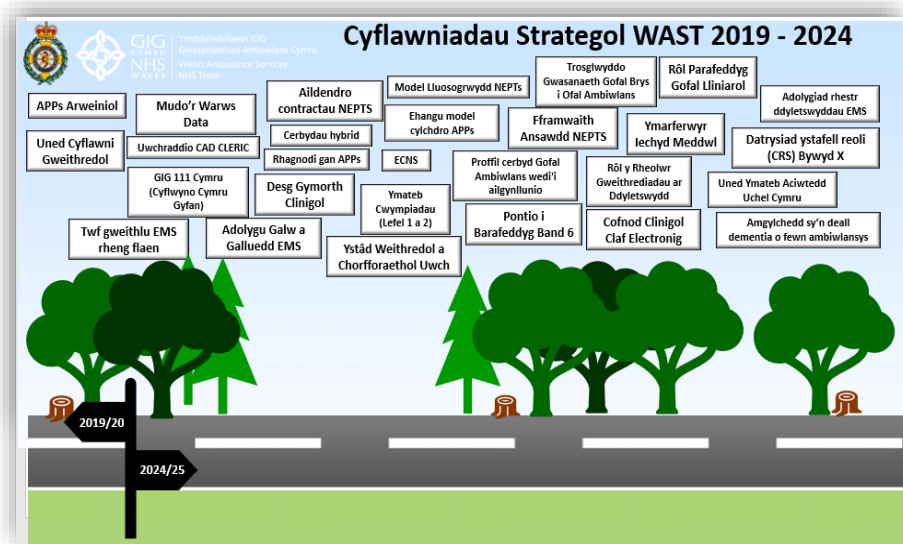 GIG
CYMRU
NHS
WALES
Ymddiriedolaeth GIG
Gwasanaethau Ambiwlans Cymru
Welsh Ambulance Services
NHS Trust
Cyflawniadau Strategol WAST 2019 - 2024
APPs Arweiniol
Mudo'r Warws
Data
Aildendro
contractau NEPTS
Model Lluosogrwydd NEPTs
Trosglwyddo
Gwasanaeth Gofal Brys
i Ofal Ambiwlans
Rôl Parafeddyg
Gofal Lliniarol
Adolygiad rhestr
ddyletswyddau EMS
Uned Cyflawni
Gweithredol
Uwchraddio CAD CLERIC
Cerbydau hybrid
Ehangu model
cylchdro APPs
Fframwaith
Ansawdd NEPTS
Ymarferwyr
Iechyd Meddwl
Datrysiad ystafell reoli
(CRS) Bywyd X
Rhagnodi gan APPs
ECNS
Proffil cerbyd Gofal
Ambiwlans wedi'i
ailgynllunio
Rôl y Rheolwr
Gweithrediadau ar
Ddyletswydd
GIG 111 Cymru
(Cyflwyno Cymru
Gyfan)
Desg Gymorth
Clinigol
Ymateb
Cwympiadau
(Lefel 1 a 2)
Uned Ymateb Aciwtedd
Uchel Cymru
Twf gweithlu EMS
rheng flaen
Adolygu Galw a
Galluedd EMS
Ystâd Weithredol a
Chorfforaethol Uwch
Pontio i
Barafeddyg Band 6
Cofnod Clinigol
Claf Electronig
Amgylchedd sy'n deall
dementia o fewn ambiwlansys
2019/20
2024/25